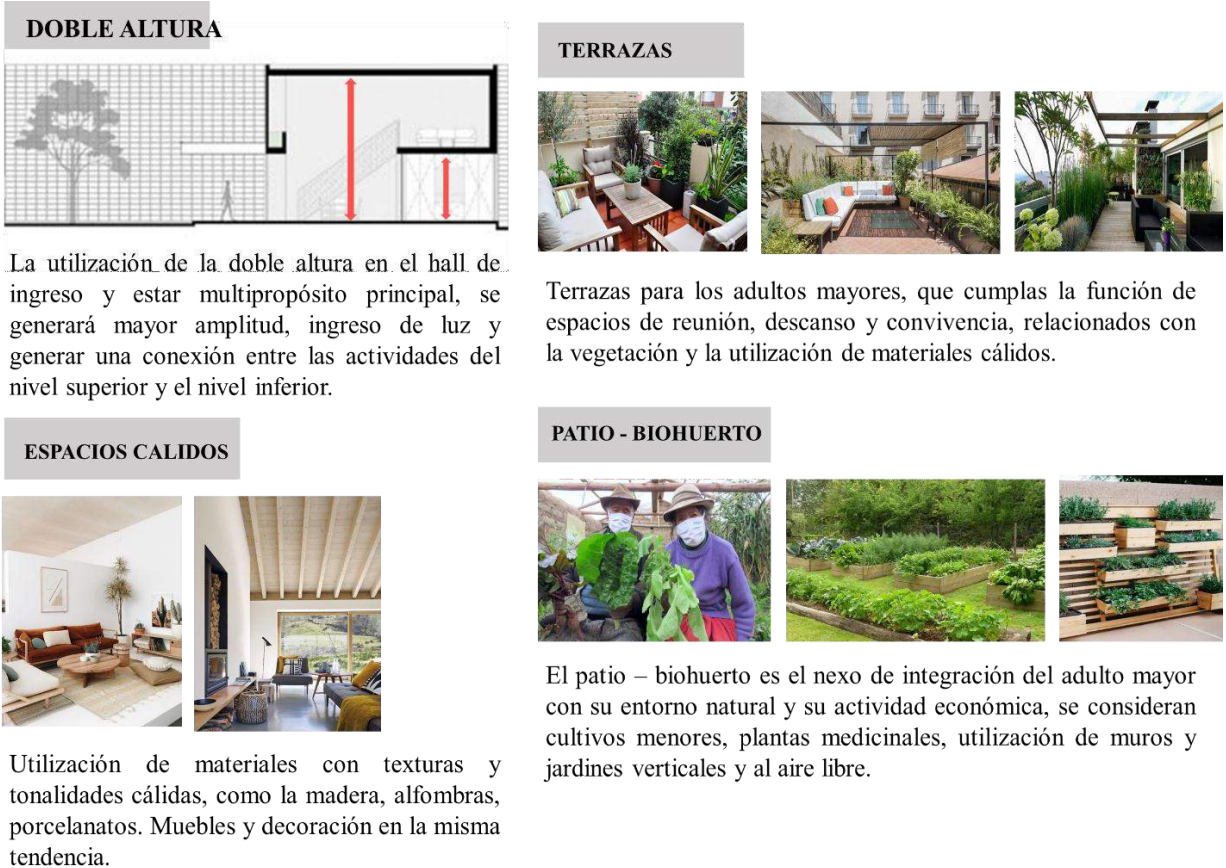 DOBLE ALTURA
La utilización de la doble altura en el hall de
ingreso y estar multipropósito principal, se
generará mayor amplitud, ingreso de luz y
generar una conexión entre las actividades del
nivel superior y el nivel inferior.
ESPACIOS CALIDOS
Utilización de materiales con texturas y
tonalidades cálidas, como la madera, alfombras,
porcelanatos. Muebles y decoración en la misma
tendencia.
TERRAZAS
Terrazas para los adultos mayores, que cumplas la función de
espacios de reunión, descanso y convivencia, relacionados con
la vegetación y la utilización de materiales cálidos.
PATIO - BIOHUERTO
El patio – biohuerto es el nexo de integración del adulto mayor
con su entorno natural y su actividad económica, se consideran
cultivos menores, plantas medicinales, utilización de muros y
jardines verticales y al aire libre.